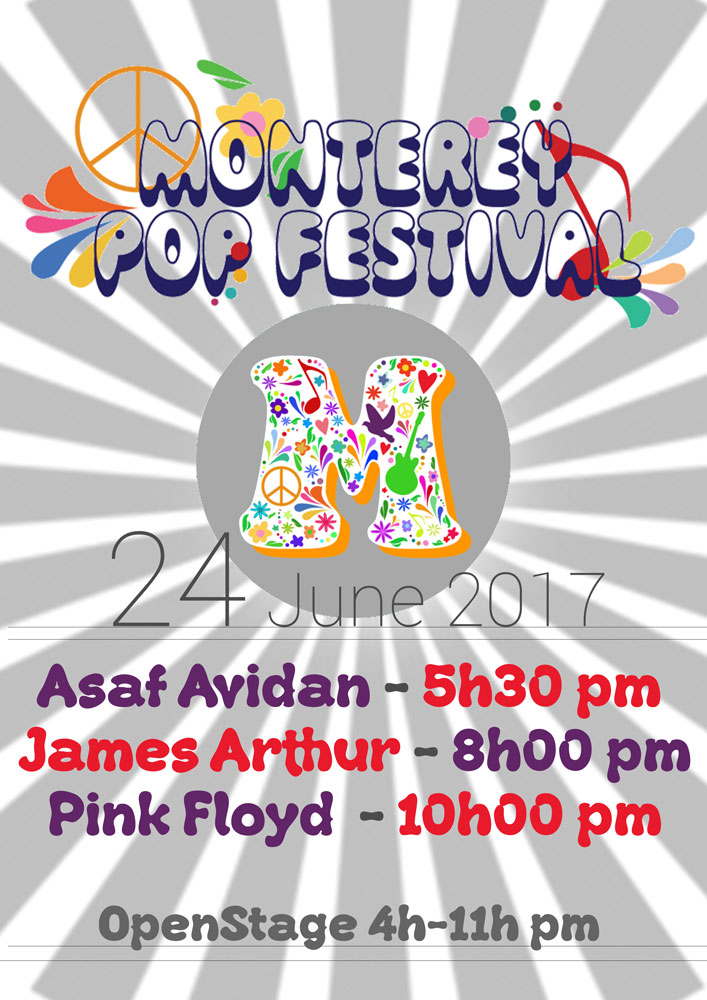 MONTEREY
POP FESTIVAL
M
24 June 2017
Asaf Avidan - 5h30 pm
James Arthur - 8h00 pm
Pink Floyd - 10h00 pm
OpenStage 4h-11h pm